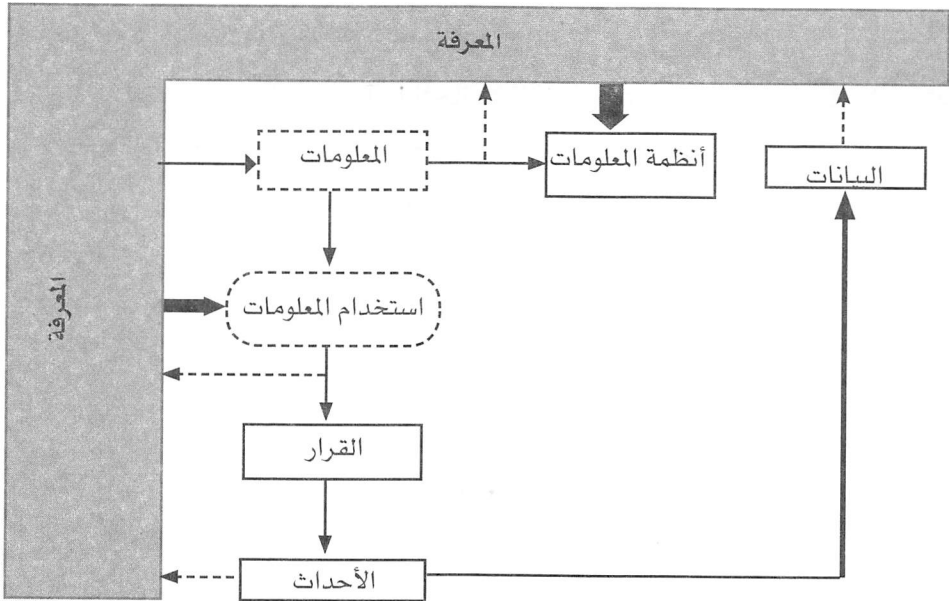 المعرفة
أنظمة المعلومات
المعلومات
البيانات
المعرفة
استخدام المعلومات
القرار
الأحداث